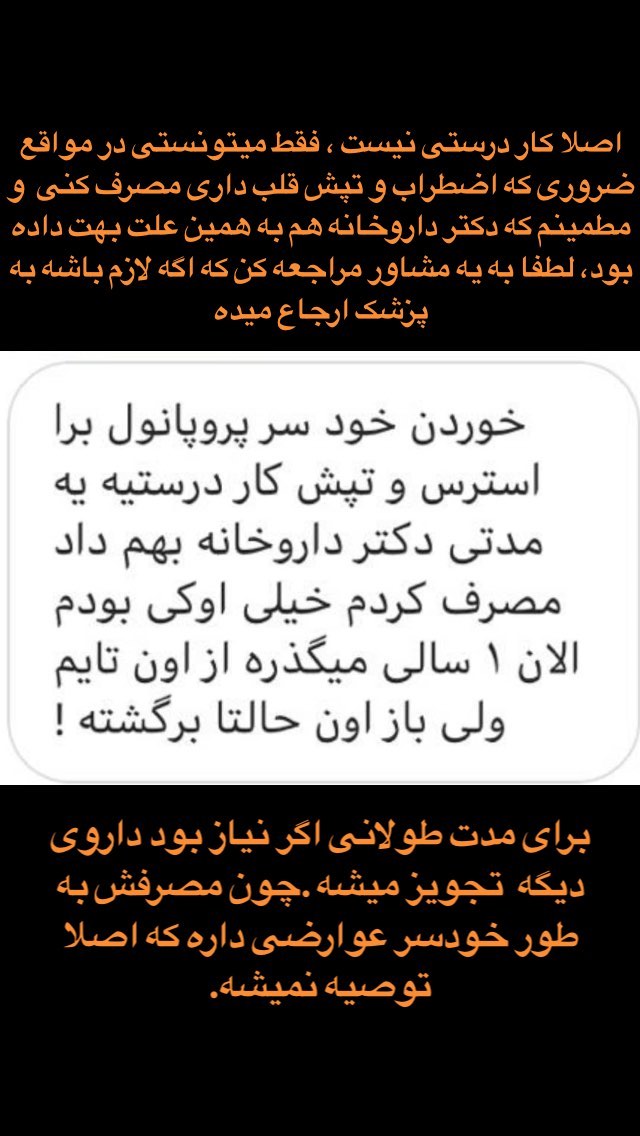 اصلا کار درستی نیست ، فقط میتونستی در مواقع
ضروری که اضطراب و تپش قلب داری مصرف کنی و
مطمینم که دکتر داروخانه هم به همین علت بهت داده
بود، لطفا به یه مشاور مراجعه کن که اگه لازم باشه به
پزشک ارجاع میده
خوردن خود سر پروپانول برا
استرس و تپش کار درستیه یه
مدتی دکتر داروخانه بهم داد
مصرف کردم خیلی اوکی بودم
الان ۱ سالی میگذره از اون تایم
ولی باز اون حالتا برگشته !
برای مدت طولانی اگر نیاز بود داروی
دیگه تجویز میشه .چون مصرفش به
طور خودسر عوارضی داره که اصلا
توصیه نمیشه.